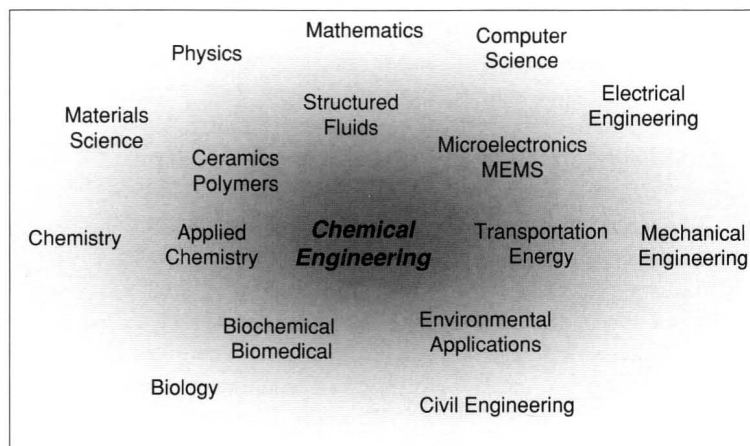 Mathematics
Physics
Computer
Science
Structured
Fluids
Electrical
Engineering
Materials
Science
Microelectronics
MEMS
Ceramics
Polymers
Chemistry
Applied
Chemistry
Chemical
Engineering
Transportation
Energy
Mechanical
Engineering
Biochemical
Biomedical
Environmental
Applications
Biology
Civil Engineering